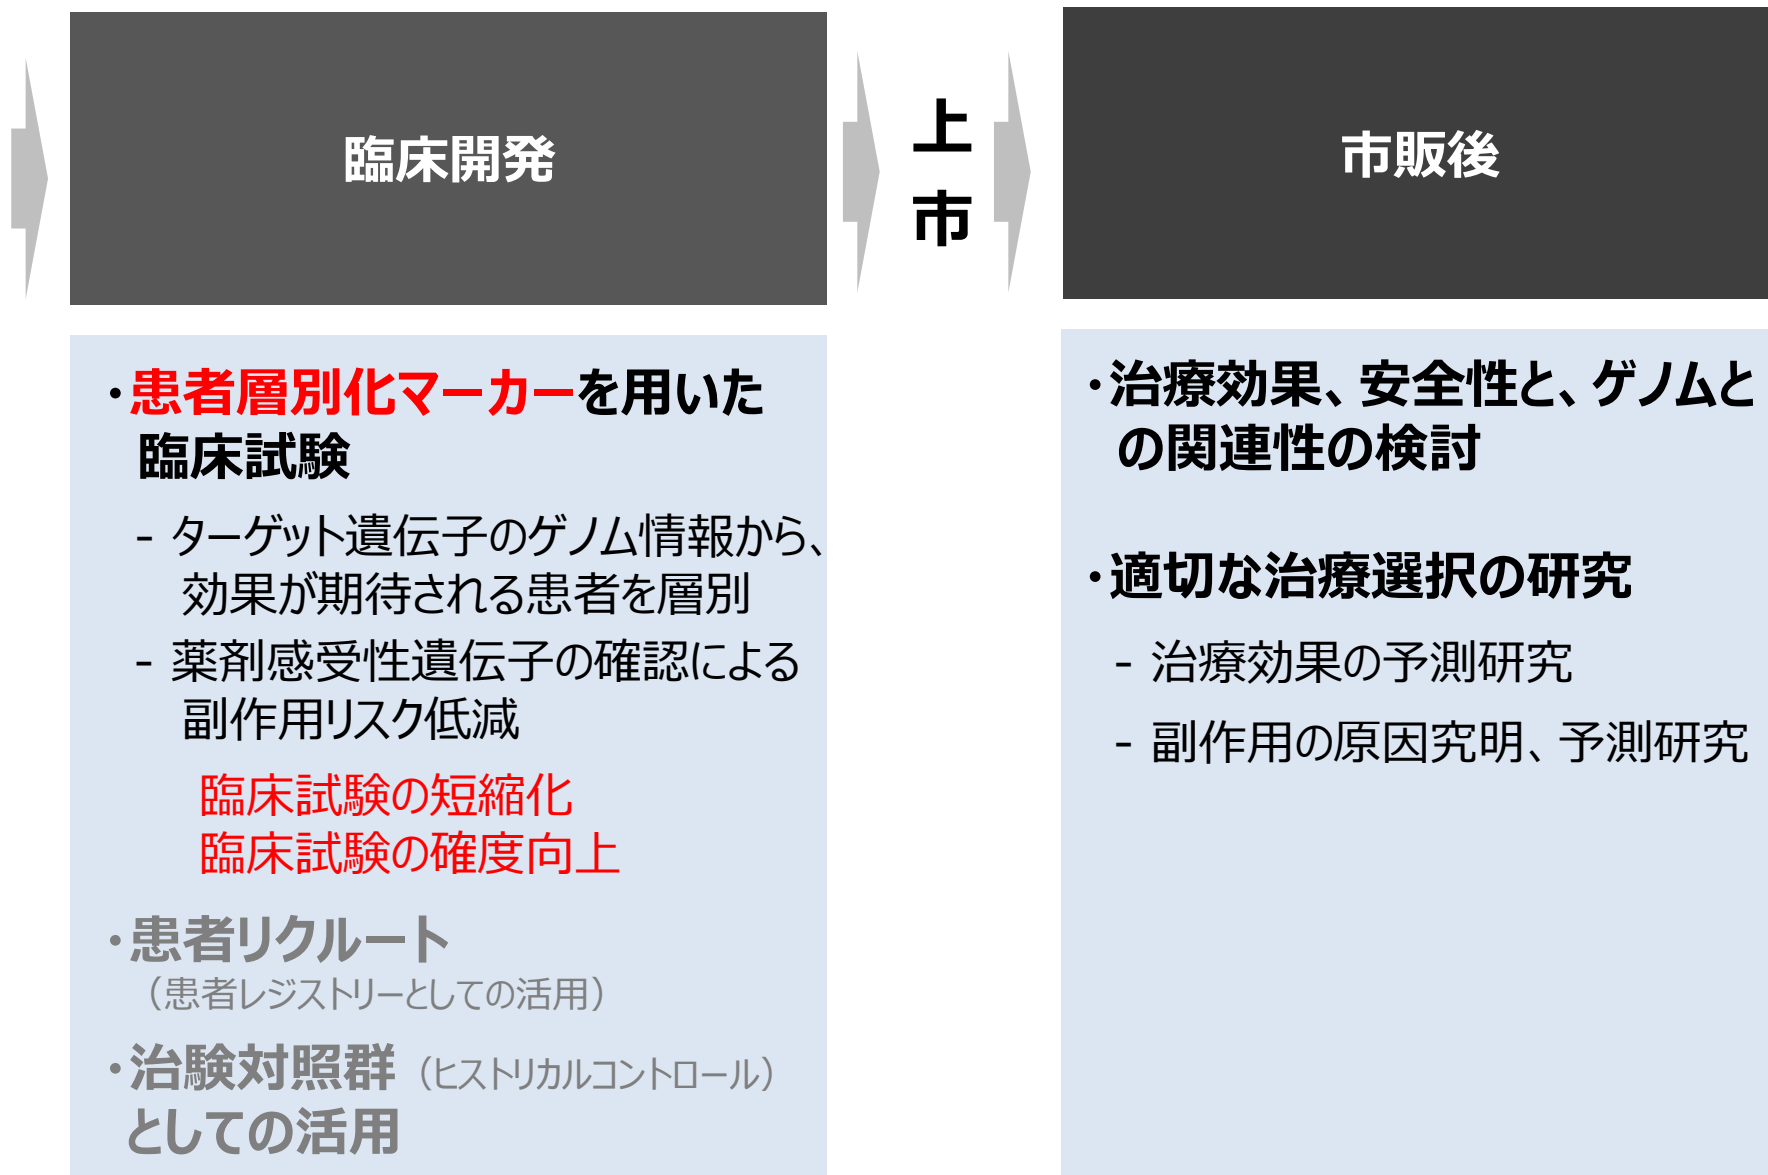 臨床開発
・患者層別化マーカーを用いた
臨床試験
- ターゲット遺伝子のゲノム情報から、
効果が期待される患者を層別
- 薬剤感受性遺伝子の確認による
副作用リスク低減
臨床試験の短縮化
臨床試験の確度向上
・患者リクルート
（患者レジストリーとしての活用）
・治験対照群（ヒストリカルコントロール）
としての活用
上
市
市販後
・治療効果、安全性と、ゲノムと
の関連性の検討
・適切な治療選択の研究
- 治療効果の予測研究
- 副作用の原因究明、予測研究